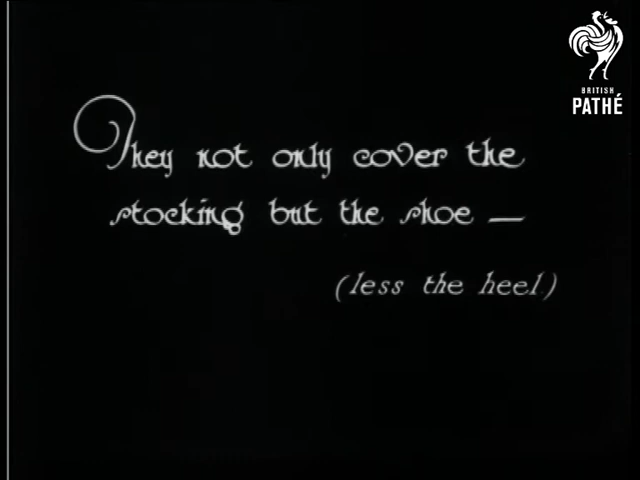 BRITISH
PATHÉ
They not only cover the
stocking but the shoe —
(less the heel)